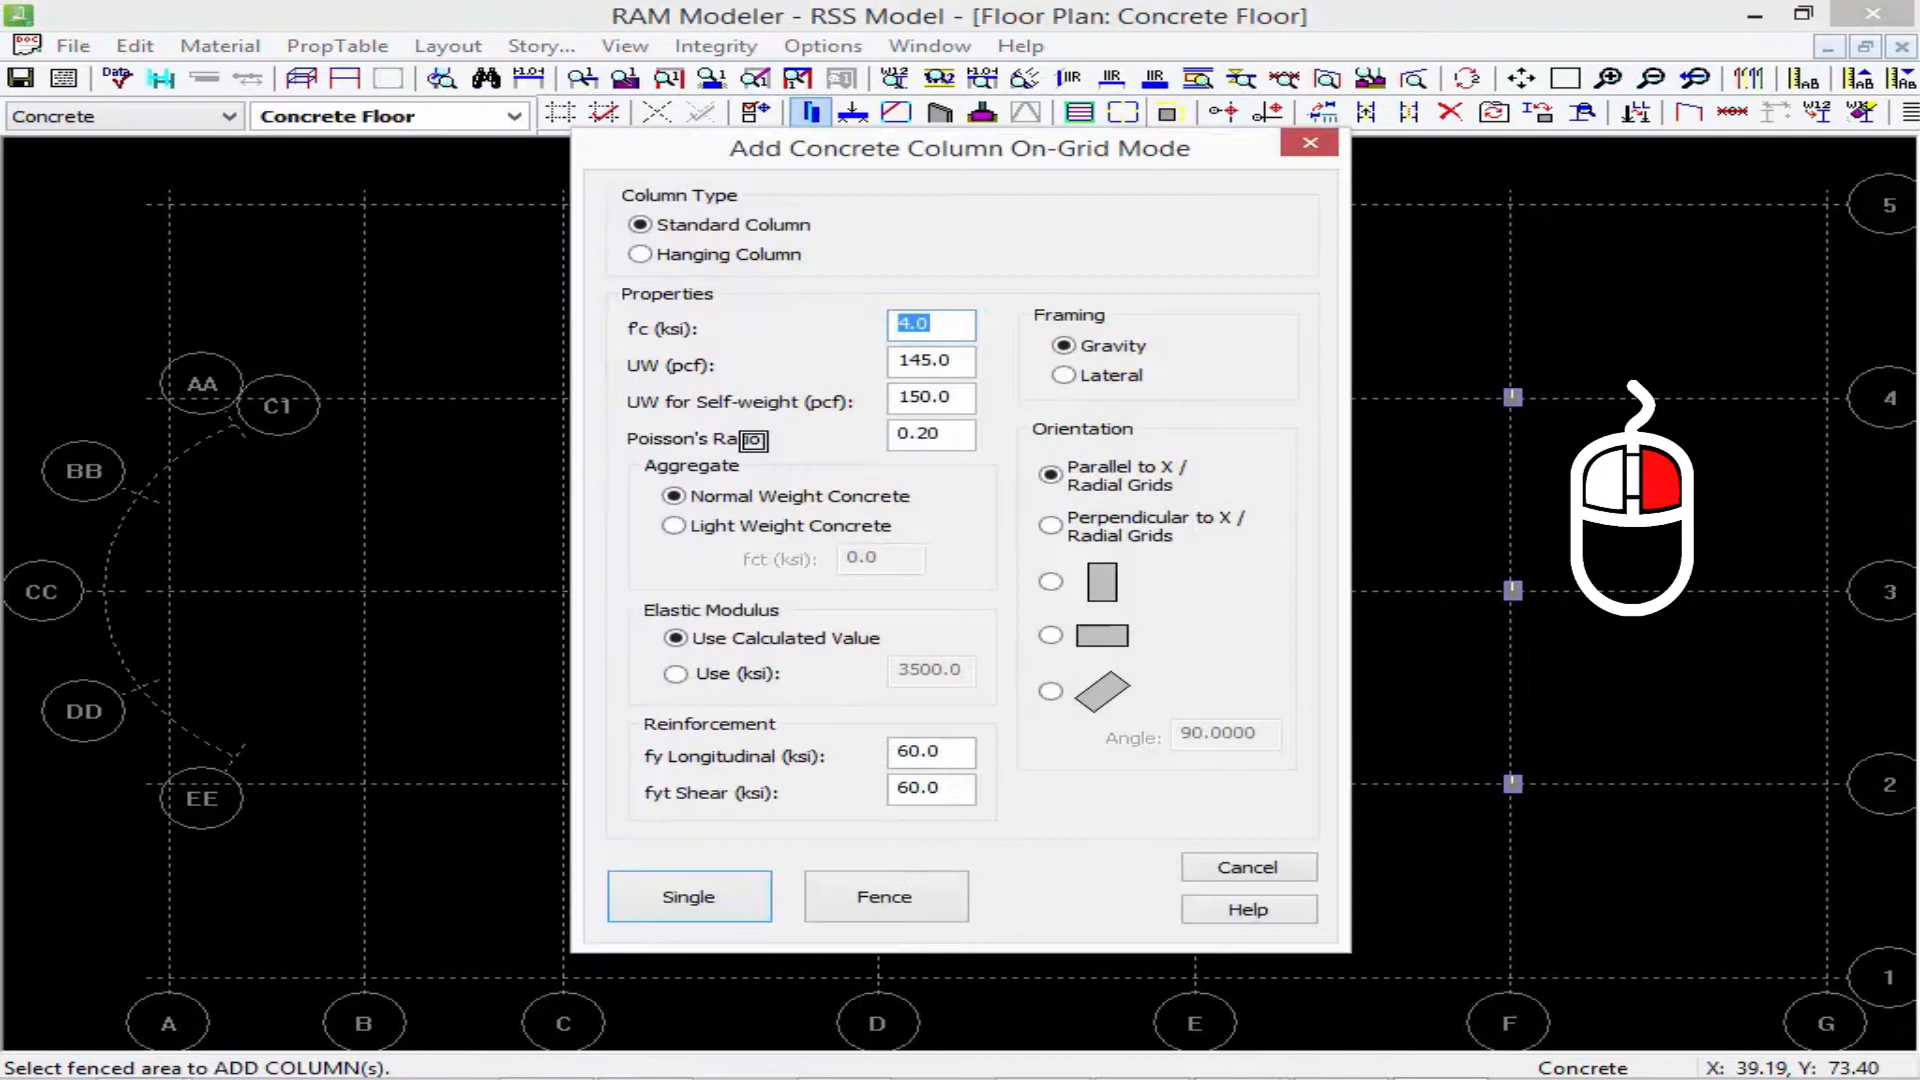 RAM Modeler - RSS Model - [Floor Plan: Concrete Floor]
File Edit Material PropTable Layout Story... View Integrity Options Window Help
Concrete Concrete Floor
Add Concrete Column On-Grid Mode
Column Type
Standard Column
Hanging Column
Properties
f'c (ksi): 4.0
UW (pcf): 145.0
UW for Self-weight (pcf): 150.0
Poisson's Ratio 0.20
Aggregate
Normal Weight Concrete
Light Weight Concrete
fct (ksi): 0.0
Elastic Modulus
Use Calculated Value
Use (ksi): 3500.0
Reinforcement
fy Longitudinal (ksi): 60.0
fyt Shear (ksi): 60.0
Framing
Gravity
Lateral
Orientation
Parallel to X /
Radial Grids
Perpendicular to X /
Radial Grids
Angle: 90.0000
Single Fence
Cancel
Help
AA
C1
BB
CC
DD
EE
5
4
3
2
1
A B C D E F G
Select fenced area to ADD COLUMN(s). Concrete X: 39.19, Y: 73.40